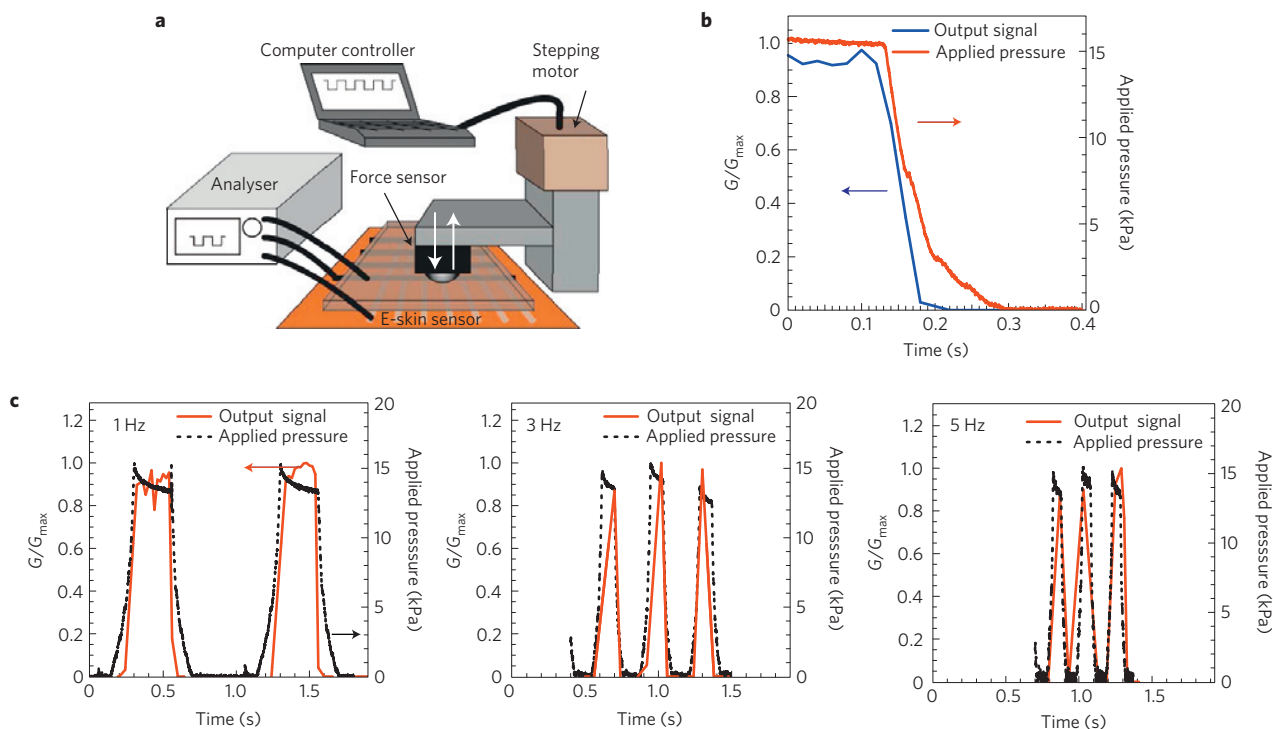 a
Computer controller
Stepping
motor
Analyser
Force sensor
E-skin sensor
b
Output signal
Applied pressure
1.0
0.8
0.6
0.4
0.2
0
15
10
5
0
0
0.1
0.2
0.3
0.4
G/Gmax
Applied pressure (kPa)
Time (s)
c
1 Hz
Output signal
Applied pressure
1.2
1.0
0.8
0.6
0.4
0.2
0
20
15
10
5
0
0
0.5
1.0
1.5
G/Gmax
Applied pressure (kPa)
Time (s)
3 Hz
Output signal
Applied pressure
1.2
1.0
0.8
0.6
0.4
0.2
0
20
15
10
5
0
0
0.5
1.0
1.5
G/Gmax
Applied pressure (kPa)
Time (s)
5 Hz
Output signal
Applied pressure
1.2
1.0
0.8
0.6
0.4
0.2
0
20
15
10
5
0
0
0.5
1.0
1.5
G/Gmax
Applied pressure (kPa)
Time (s)